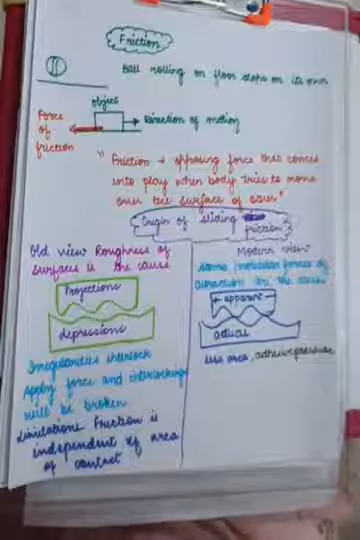 Friction
Ball rolling on floor stops on its own
object
Force of friction
Direction of motion
"Friction → opposing force that comes
into play when body tries to move
over the surface of other"
Origin of sliding friction
Old view Roughness of
surfaces is the cause
Projections
depressions
Irregularities interlock
apply force and interlocking
will be broken
Limitations: Friction is
independent of area
of contact
Modern view
atomic/molecular forces of
attraction is the cause
apparent
actual
less area, adhesive pressure